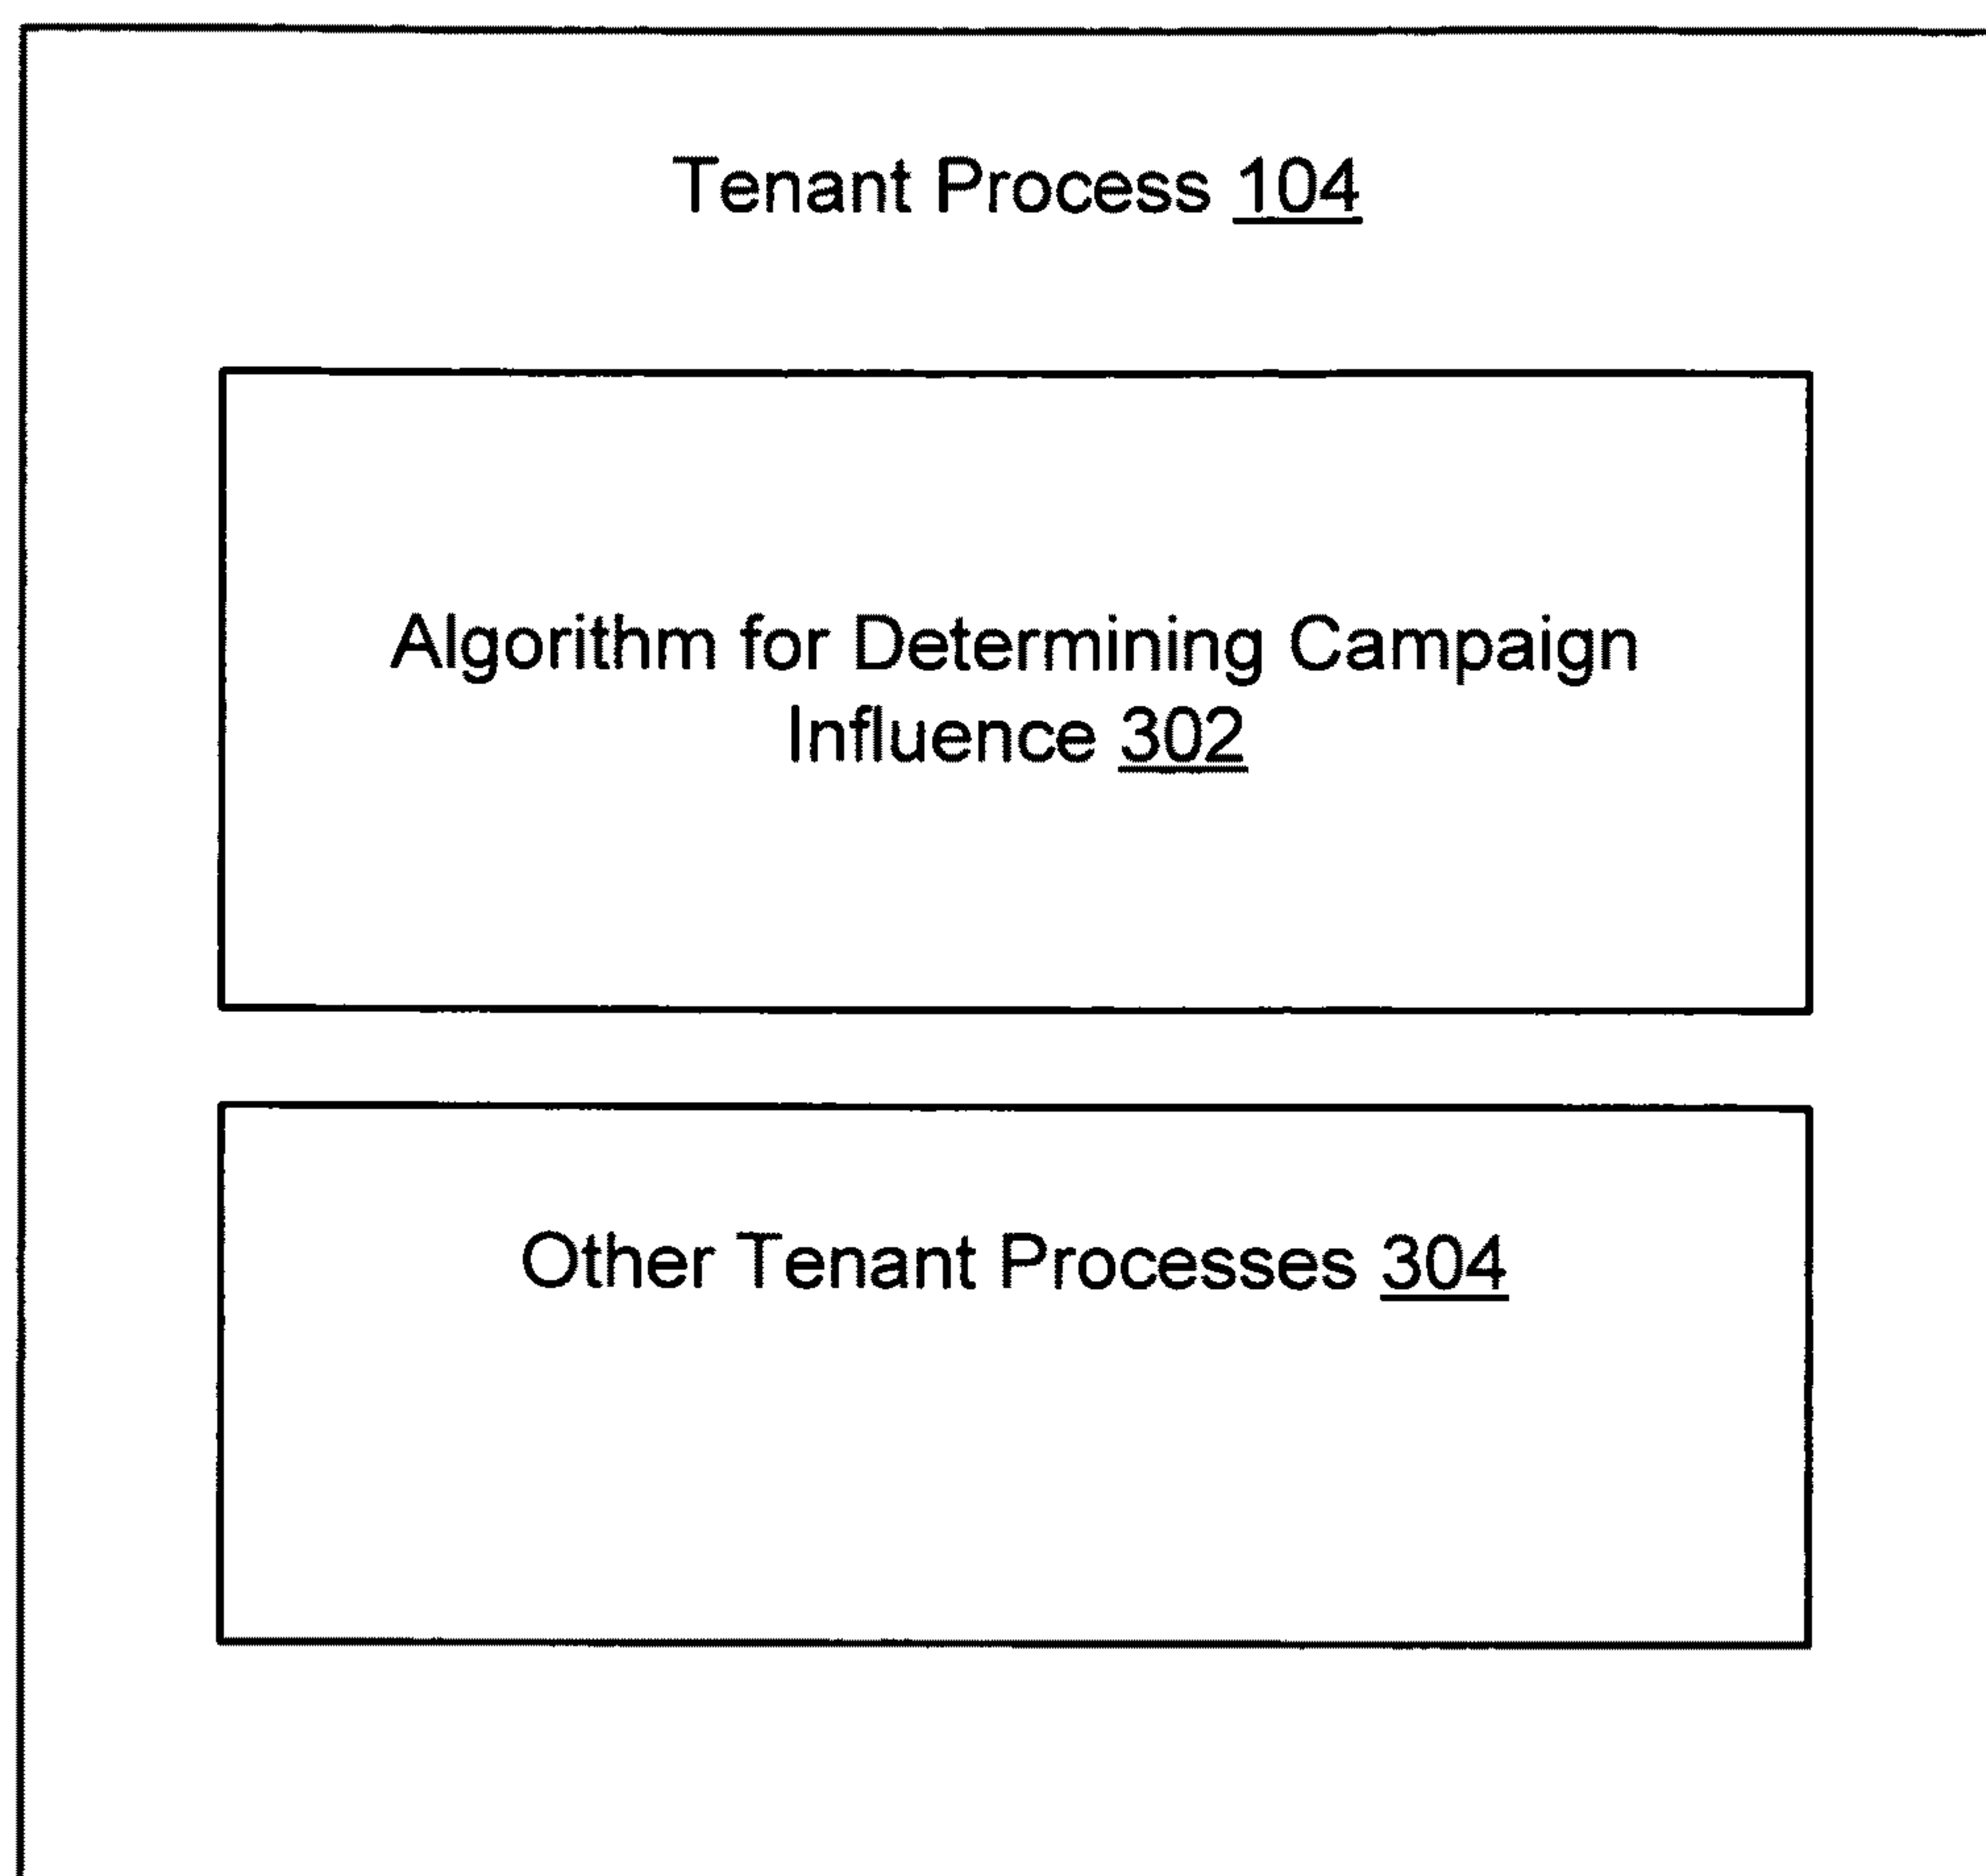 Tenant Process 104
Algorithm for Determining Campaign
Influence 302
Other Tenant Processes 304